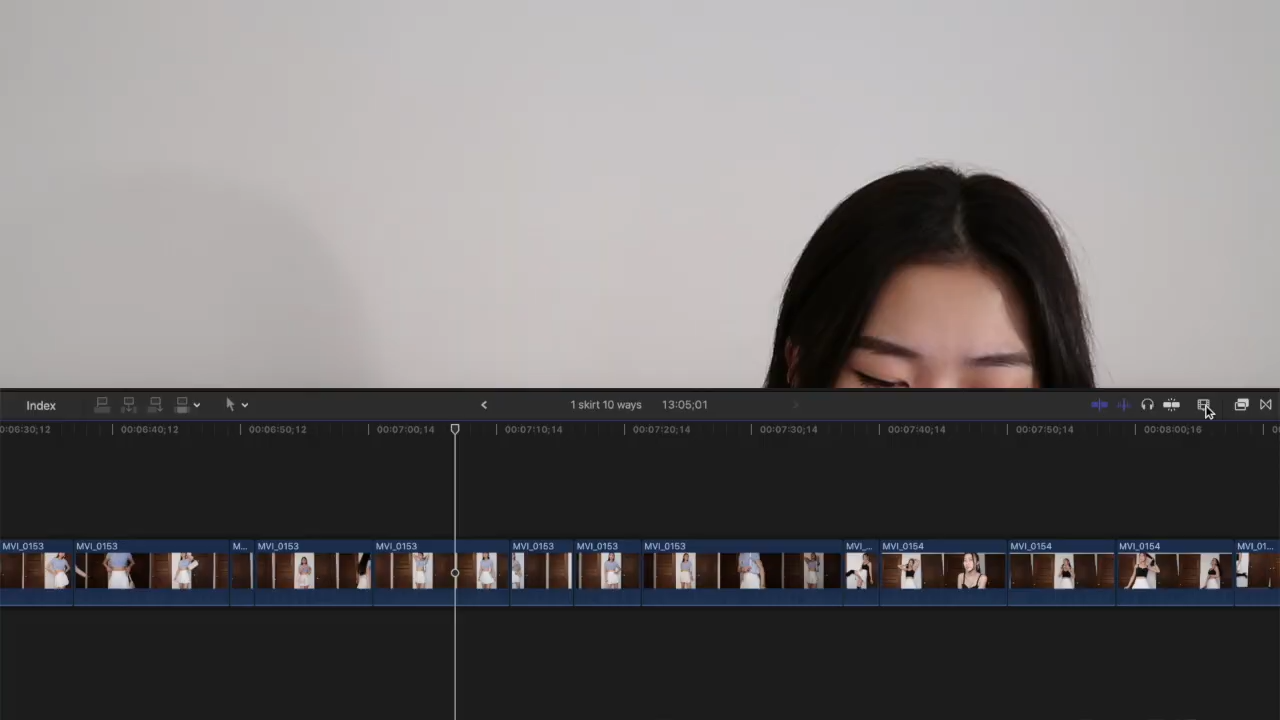 Index
1 skirt 10 ways 13:05;01
0:06:30;12 00:06:40;12 00:06:50;12 00:07:00;14 00:07:10;14 00:07:20;14 00:07:30;14 00:07:40;14 00:07:50;14 00:08:00;16
MVI_0153 MVI_0153 M... MVI_0153 MVI_0153 MVI_0153 MVI_0153 MVI_0153 MVI_... MVI_0154 MVI_0154 MVI_0154 MVI_01...